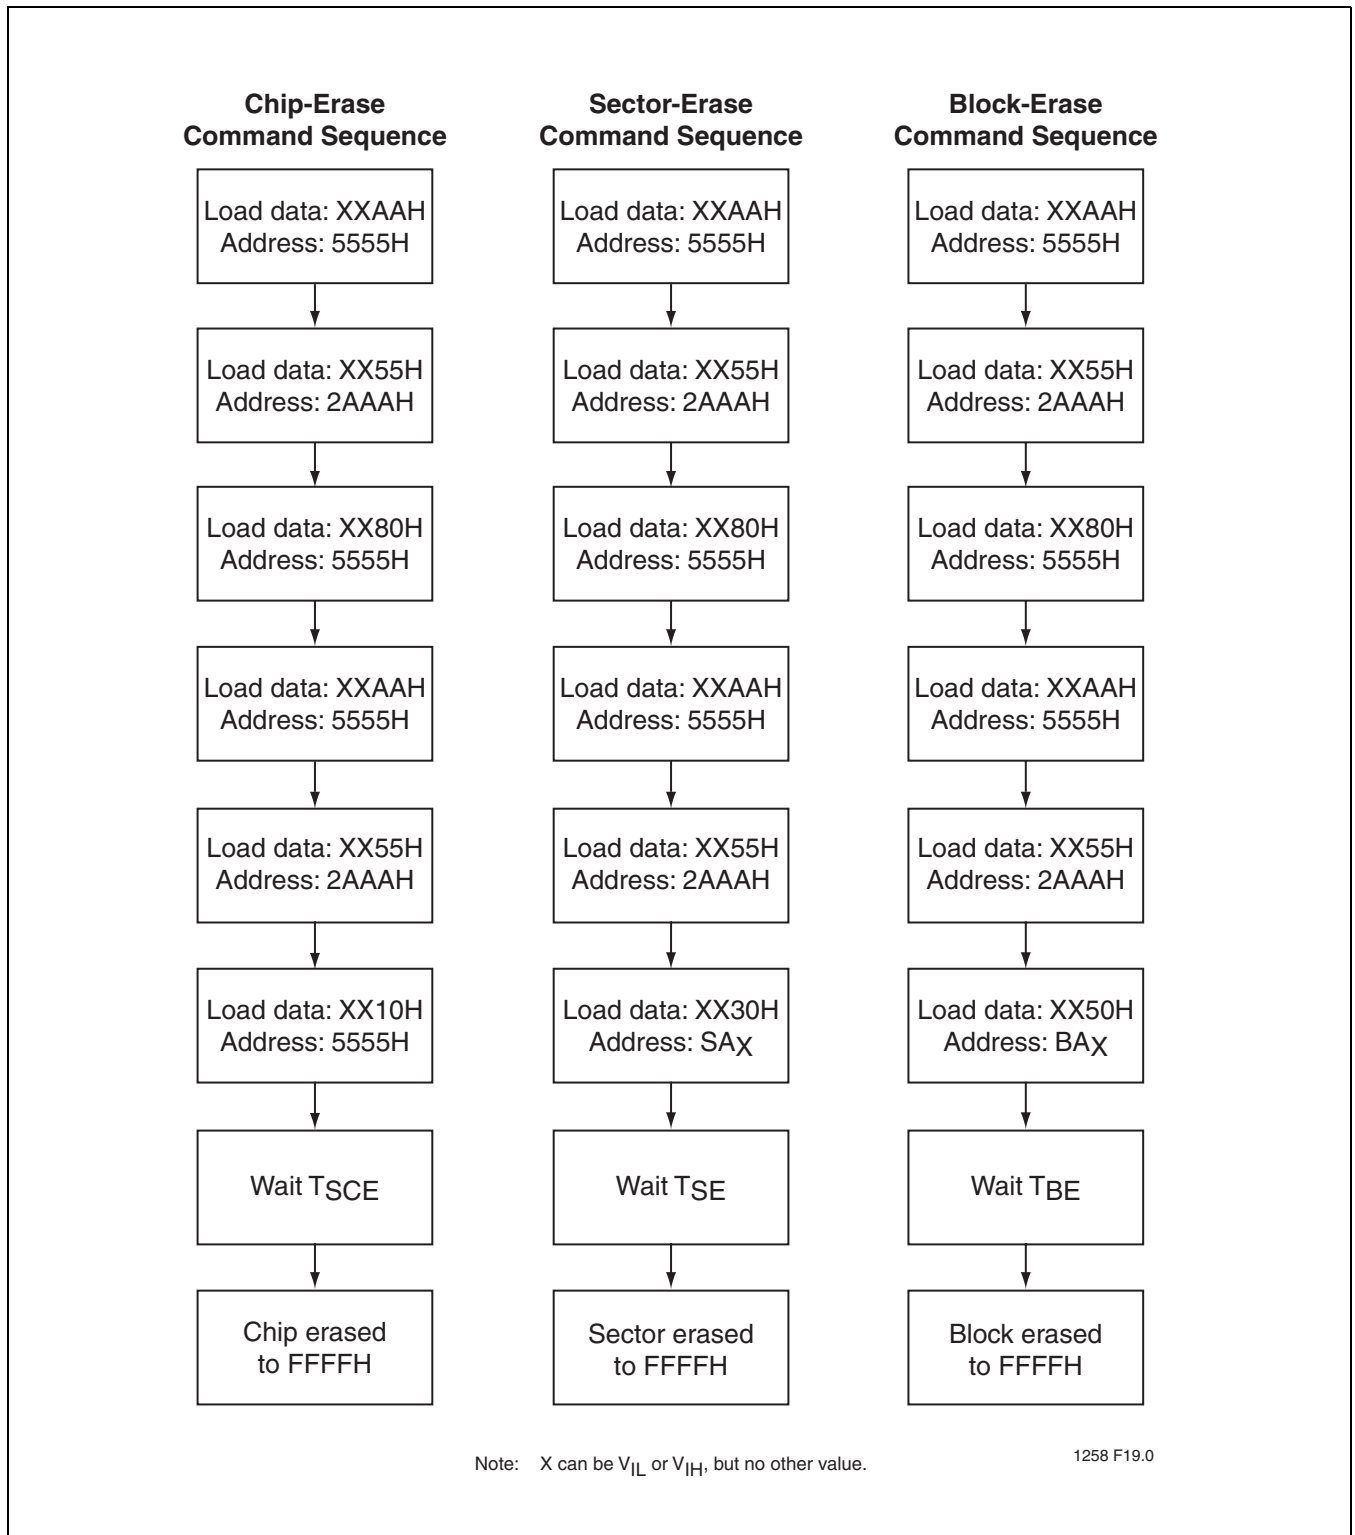 Chip-Erase
Command Sequence
Load data: XXAAH
Address: 5555H
Load data: XX55H
Address: 2AAAH
Load data: XX80H
Address: 5555H
Load data: XXAAH
Address: 5555H
Load data: XX55H
Address: 2AAAH
Load data: XX10H
Address: 5555H
Wait TSCE
Chip erased
to FFFFH
Sector-Erase
Command Sequence
Load data: XXAAH
Address: 5555H
Load data: XX55H
Address: 2AAAH
Load data: XX80H
Address: 5555H
Load data: XXAAH
Address: 5555H
Load data: XX55H
Address: 2AAAH
Load data: XX30H
Address: SAX
Wait TSE
Sector erased
to FFFFH
Block-Erase
Command Sequence
Load data: XXAAH
Address: 5555H
Load data: XX55H
Address: 2AAAH
Load data: XX80H
Address: 5555H
Load data: XXAAH
Address: 5555H
Load data: XX55H
Address: 2AAAH
Load data: XX50H
Address: BAX
Wait TBE
Block erased
to FFFFH
Note: X can be VIL or VIH, but no other value.
1258 F19.0